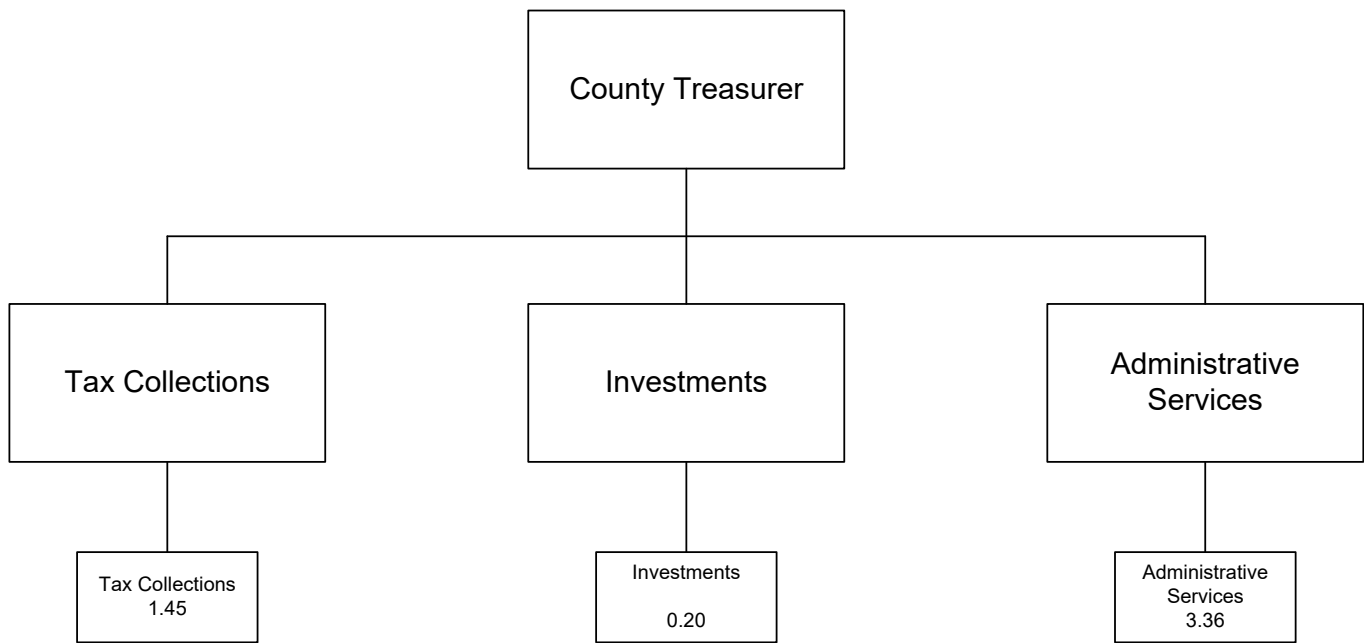 County Treasurer
Tax Collections
Investments
Administrative
Services
Tax Collections
1.45
Investments
0.20
Administrative
Services
3.36